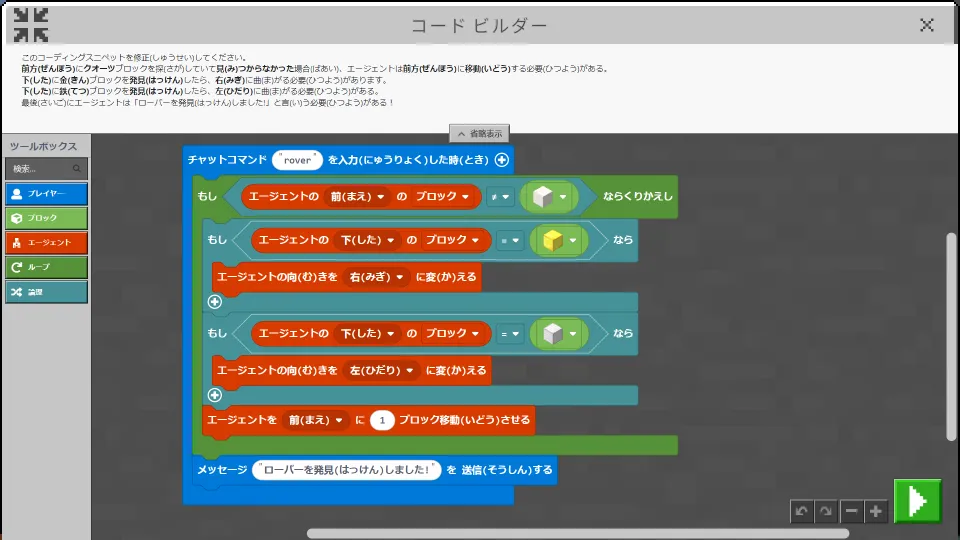 コード ビルダー
このコーディングスニペットを修正(しゅうせい)してください。
前方(ぜんぽう)にクオーツブロックを探(さが)していて見(み)つからなかった場合(ばあい)、エージェントは前方(ぜんぽう)に移動(いどう)する必要(ひつよう)がある。
下(した)に金(きん)ブロックを発見(はっけん)したら、右(みぎ)に曲(ま)がる必要(ひつよう)があります。
下(した)に鉄(てつ)ブロックを発見(はっけん)したら、左(ひだり)に曲(ま)がる必要(ひつよう)がある。
最後(さいご)にエージェントは「ローバーを発見(はっけん)しました!」と言(い)う必要(ひつよう)がある！
省略表示
ツールボックス
検索...
プレイヤー
ブロック
エージェント
ループ
論理
チャットコマンド "rover" を入力(にゅうりょく)した時(とき)
もし エージェントの 前(まえ) の ブロック ≠ ならくりかえし
もし エージェントの 下(した) の ブロック = なら
エージェントの向(む)きを 右(みぎ) に変(か)える
もし エージェントの 下(した) の ブロック = なら
エージェントの向(む)きを 左(ひだり) に変(か)える
エージェントを 前(まえ) に 1 ブロック移動(いどう)させる
メッセージ "ローバーを発見(はっけん)しました!" を 送信(そうしん)する